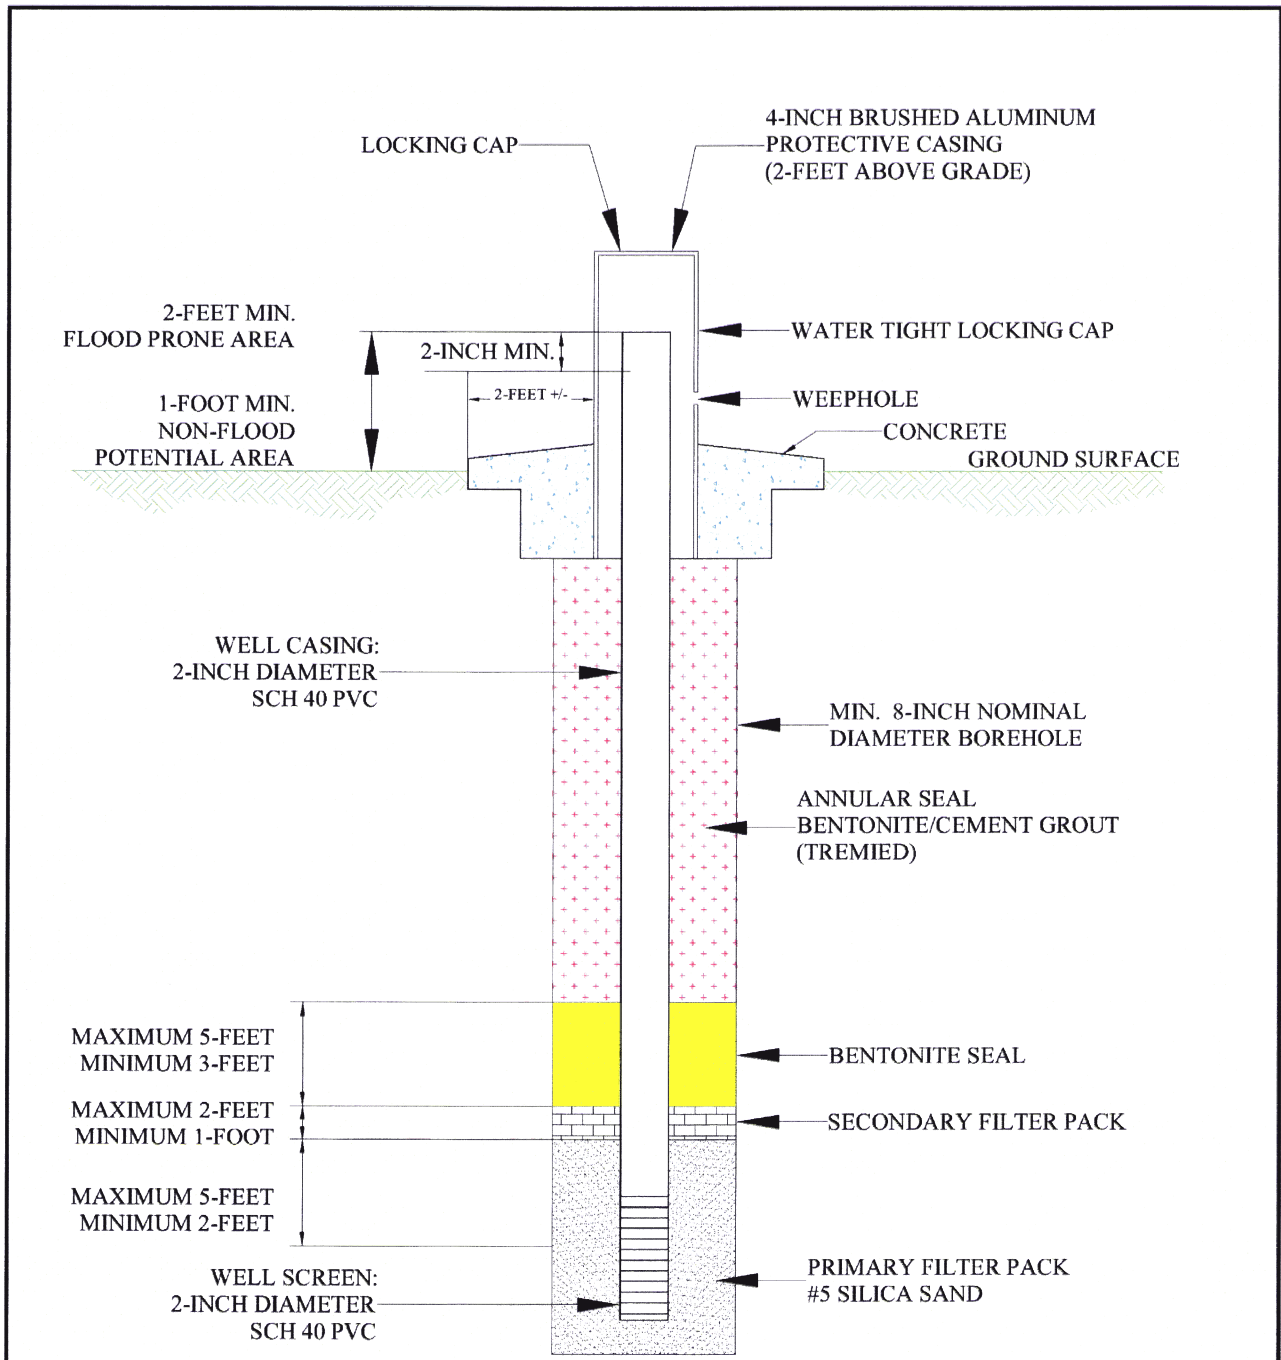 4-INCH BRUSHED ALUMINUM
PROTECTIVE CASING
(2-FEET ABOVE GRADE)
LOCKING CAP
2-FEET MIN.
FLOOD PRONE AREA
2-INCH MIN.
WATER TIGHT LOCKING CAP
1-FOOT MIN.
NON-FLOOD
POTENTIAL AREA
2-FEET +/-
WEEPHOLE
CONCRETE
GROUND SURFACE
WELL CASING:
2-INCH DIAMETER
SCH 40 PVC
MIN. 8-INCH NOMINAL
DIAMETER BOREHOLE
ANNULAR SEAL
BENTONITE/CEMENT GROUT
(TREMIED)
MAXIMUM 5-FEET
MINIMUM 3-FEET
BENTONITE SEAL
MAXIMUM 2-FEET
MINIMUM 1-FOOT
SECONDARY FILTER PACK
MAXIMUM 5-FEET
MINIMUM 2-FEET
WELL SCREEN:
2-INCH DIAMETER
SCH 40 PVC
PRIMARY FILTER PACK
#5 SILICA SAND